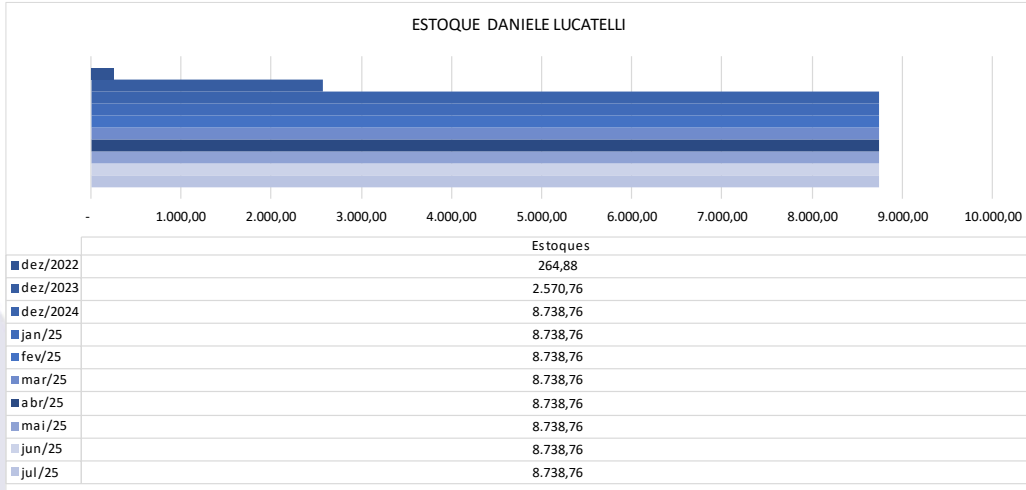 ESTOQUE DANIELE LUCATELLI
- 1.000,00 2.000,00 3.000,00 4.000,00 5.000,00 6.000,00 7.000,00 8.000,00 9.000,00 10.000,00
Estoques
dez/2022 264,88
dez/2023 2.570,76
dez/2024 8.738,76
jan/25 8.738,76
fev/25 8.738,76
mar/25 8.738,76
abr/25 8.738,76
mai/25 8.738,76
jun/25 8.738,76
jul/25 8.738,76